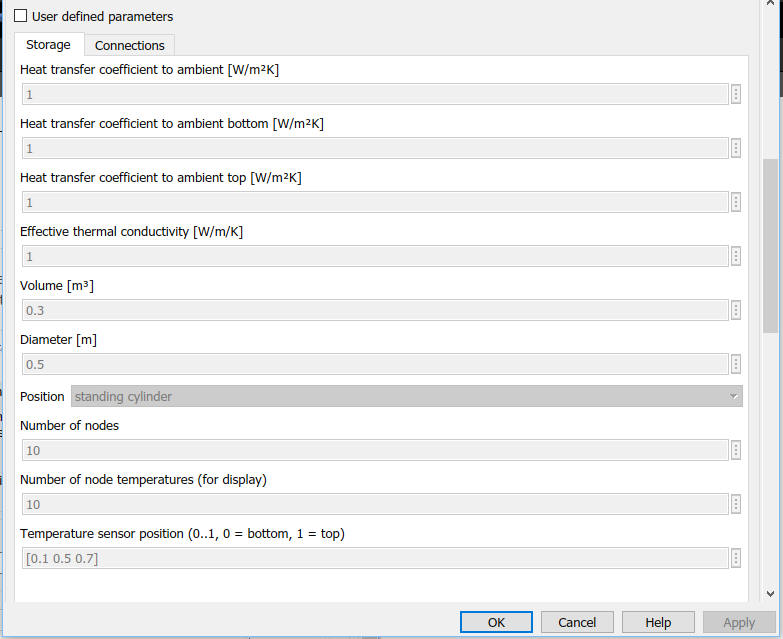 User defined parameters
Storage
Connections
Heat transfer coefficient to ambient [W/m²K]
1
Heat transfer coefficient to ambient bottom [W/m²K]
1
Heat transfer coefficient to ambient top [W/m²K]
1
Effective thermal conductivity [W/m/K]
1
Volume [m³]
0.3
Diameter [m]
0.5
Position standing cylinder
Number of nodes
10
Number of node temperatures (for display)
10
Temperature sensor position (0..1, 0 = bottom, 1 = top)
[0.1 0.5 0.7]
OK Cancel Help Apply